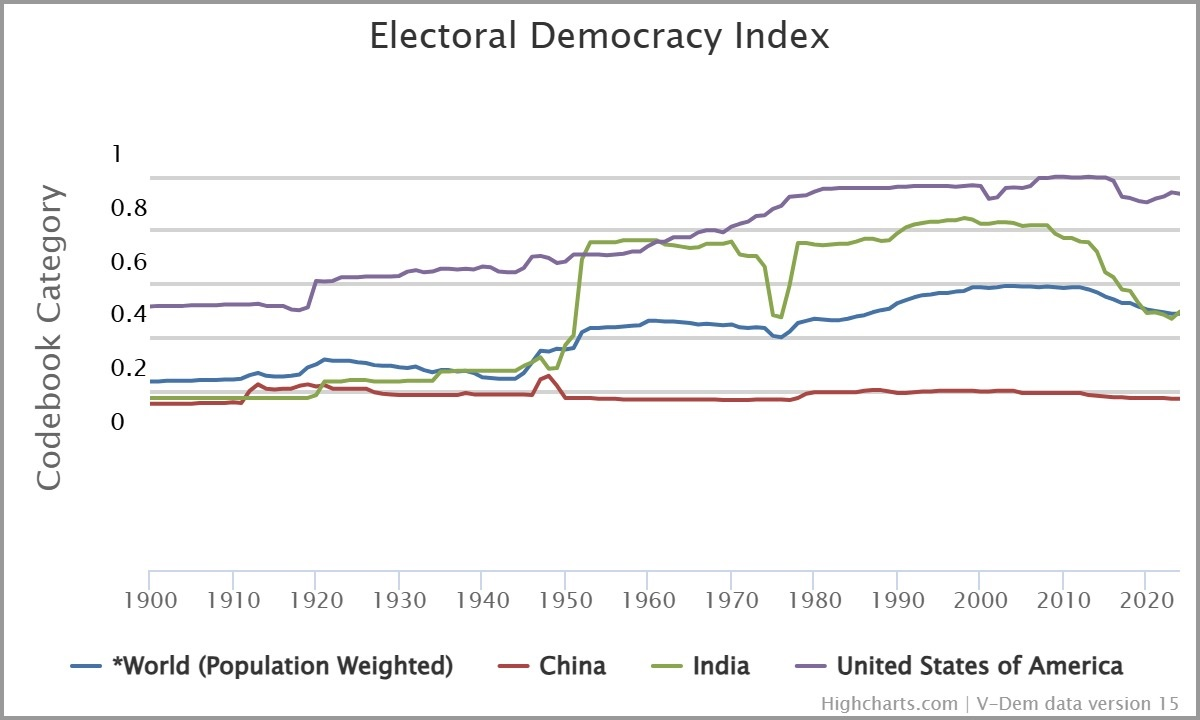 Electoral Democracy Index
Codebook Category
1
0.8
0.6
0.4
0.2
0
1900 1910 1920 1930 1940 1950 1960 1970 1980 1990 2000 2010 2020
*World (Population Weighted) China India United States of America
Highcharts.com | V-Dem data version 15